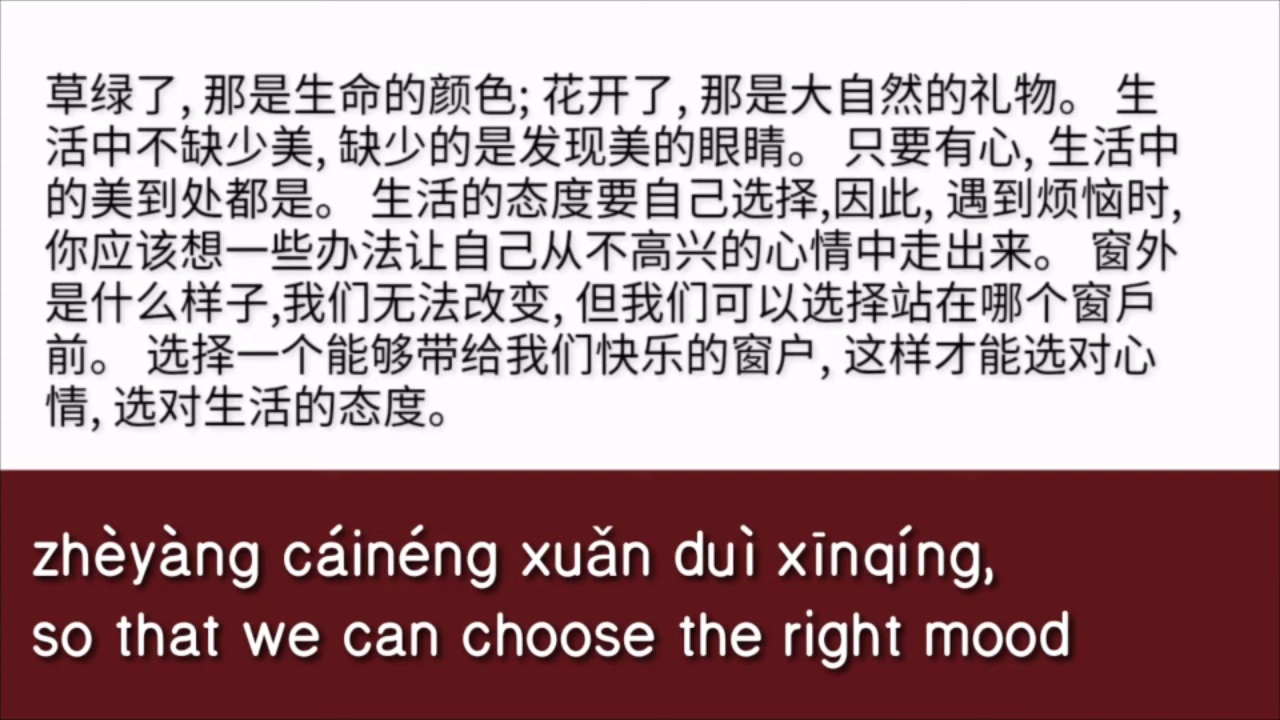 草绿了, 那是生命的颜色; 花开了, 那是大自然的礼物。 生
活中不缺少美, 缺少的是发现美的眼睛。 只要有心, 生活中
的美到处都是。 生活的态度要自己选择,因此, 遇到烦恼时,
你应该想一些办法让自己从不高兴的心情中走出来。 窗外
是什么样子,我们无法改变, 但我们可以选择站在哪个窗戶
前。 选择一个能够带给我们快乐的窗户, 这样才能选对心
情, 选对生活的态度。
zhèyàng cáinéng xuǎn duì xīnqíng,
so that we can choose the right mood